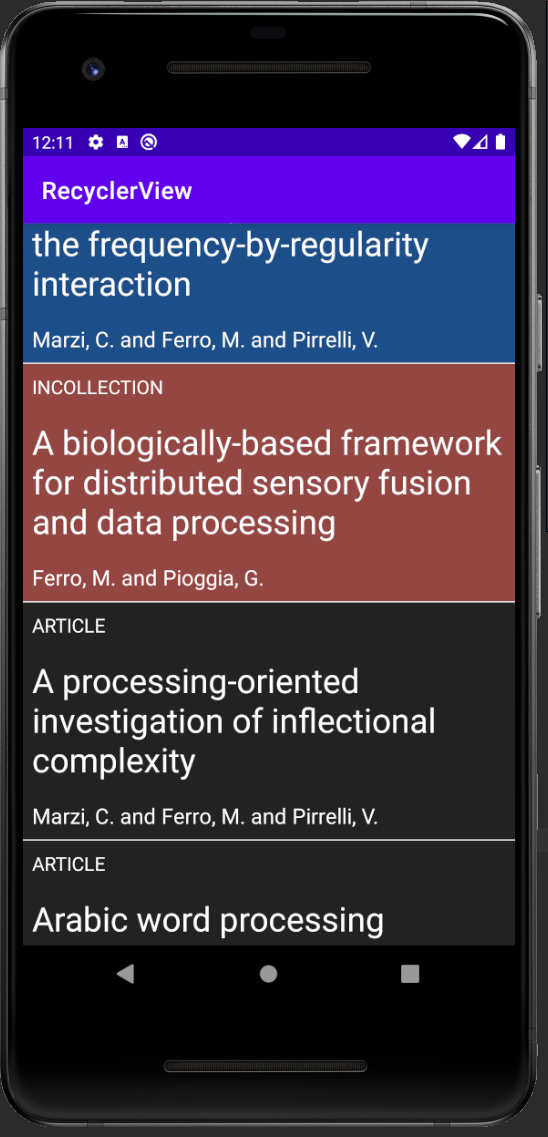 12:11
RecyclerView
the frequency-by-regularity
interaction
Marzi, C. and Ferro, M. and Pirrelli, V.
INCOLLECTION
A biologically-based framework
for distributed sensory fusion
and data processing
Ferro, M. and Pioggia, G.
ARTICLE
A processing-oriented
investigation of inflectional
complexity
Marzi, C. and Ferro, M. and Pirrelli, V.
ARTICLE
Arabic word processing